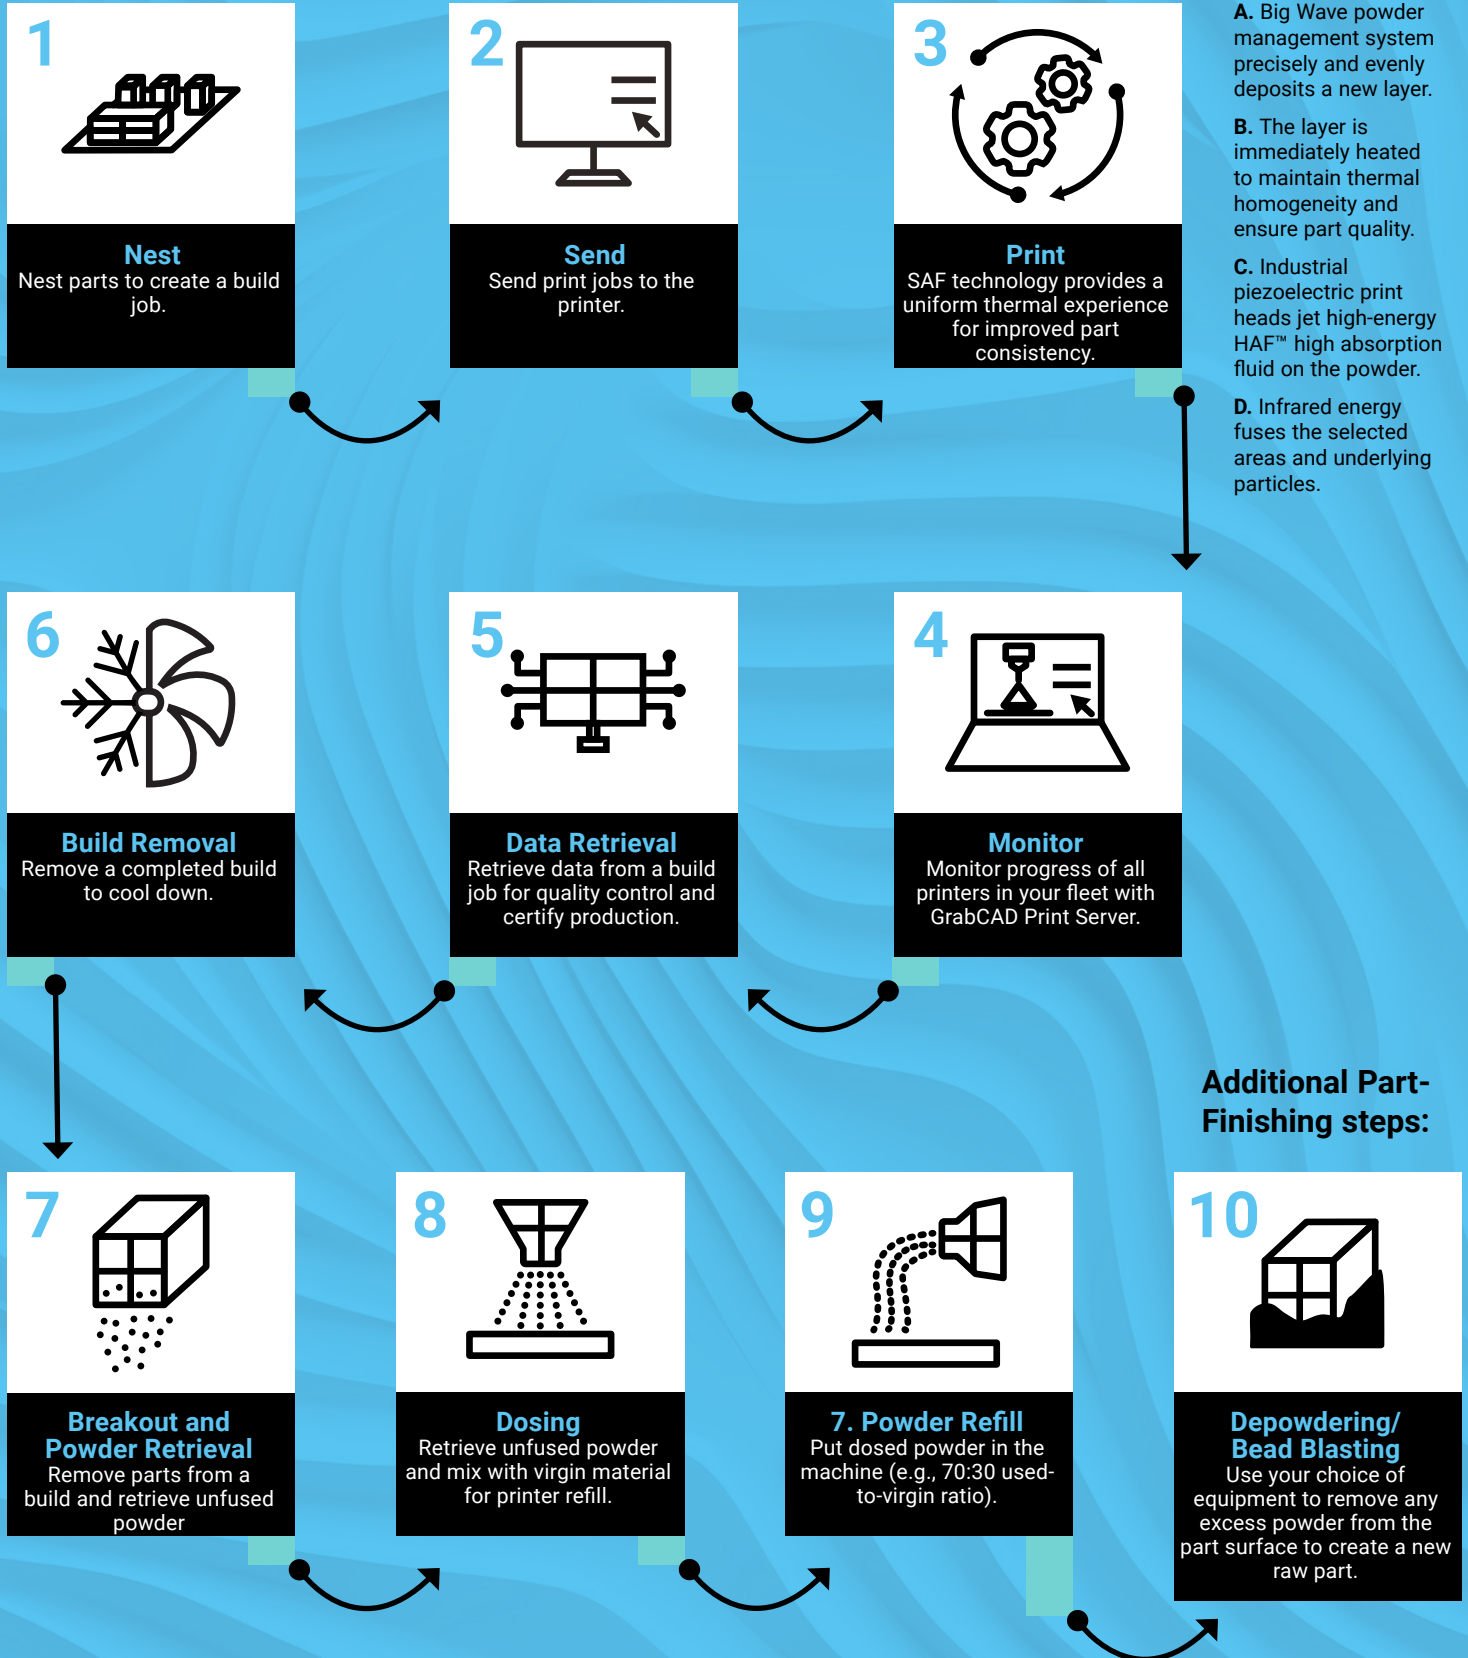 1
Nest
Nest parts to create a build
job.
2
Send
Send print jobs to the
printer.
3
Print
SAF technology provides a
uniform thermal experience
for improved part
consistency.
A. Big Wave powder
management system
precisely and evenly
deposits a new layer.
B. The layer is
immediately heated
to maintain thermal
homogeneity and
ensure part quality.
C. Industrial
piezoelectric print
heads jet high-energy
HAF™ high absorption
fluid on the powder.
D. Infrared energy
fuses the selected
areas and underlying
particles.
4
Monitor
Monitor progress of all
printers in your fleet with
GrabCAD Print Server.
5
Data Retrieval
Retrieve data from a build
job for quality control and
certify production.
6
Build Removal
Remove a completed build
to cool down.
7
Breakout and
Powder Retrieval
Remove parts from a
build and retrieve unfused
powder
8
Dosing
Retrieve unfused powder
and mix with virgin material
for printer refill.
9
7. Powder Refill
Put dosed powder in the
machine (e.g., 70:30 used-
to-virgin ratio).
Additional Part-
Finishing steps:
10
Depowdering/
Bead Blasting
Use your choice of
equipment to remove any
excess powder from the
part surface to create a new
raw part.